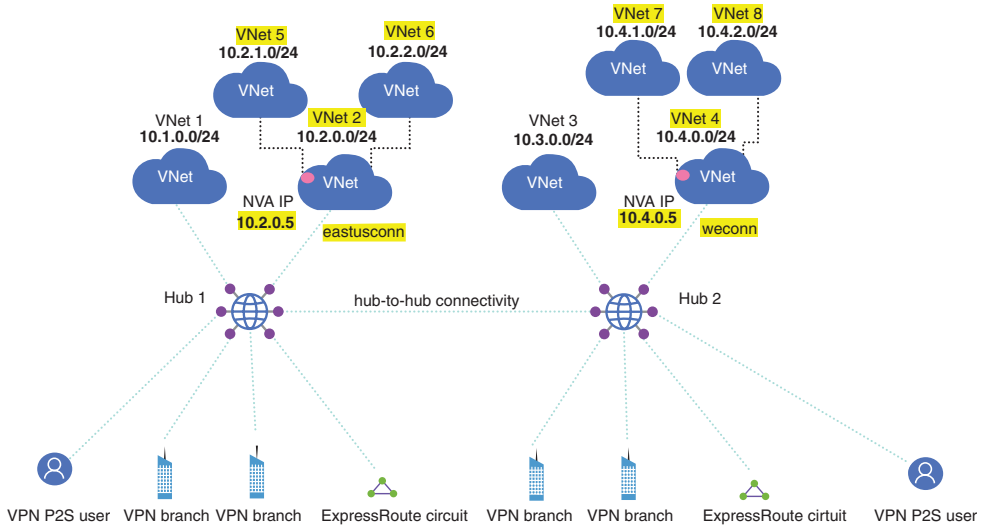 VNet 5
10.2.1.0/24
VNet
VNet 6
10.2.2.0/24
VNet
VNet 7
10.4.1.0/24
VNet
VNet 8
10.4.2.0/24
VNet
VNet 1
10.1.0.0/24
VNet
VNet 2
10.2.0.0/24
VNet
VNet 3
10.3.0.0/24
VNet
VNet 4
10.4.0.0/24
VNet
NVA IP
10.2.0.5
eastusconn
NVA IP
10.4.0.5
weconn
Hub 1
hub-to-hub connectivity
Hub 2
VPN P2S user
VPN branch
VPN branch
ExpressRoute circuit
VPN branch
VPN branch
ExpressRoute cirtuit
VPN P2S user